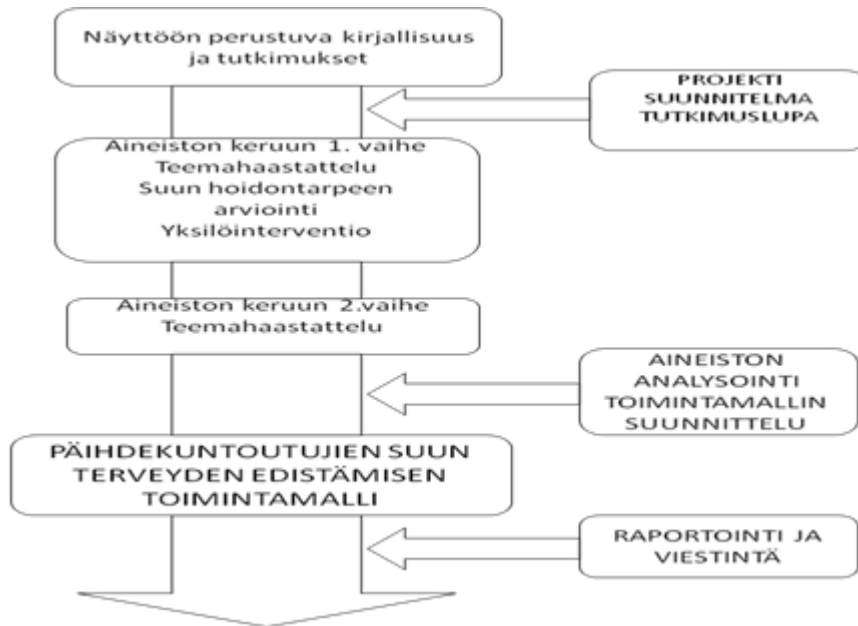 Näyttöön perustuva kirjallisuus
ja tutkimukset
PROJEKTI
SUUNNITELMA
TUTKIMUSLUPA
Aineiston keruun 1. vaihe
Teemahaastattelu
Suun hoidontarpeen
arviointi
Yksilöinterventio
Aineiston keruun 2.vaihe
Teemahaastattelu
AINEISTON
ANALYSOINTI
TOIMINTAMALLIN
SUUNNITTELU
PÄIHDEKUNTOUTUJIEN SUUN
TERVEYDEN EDISTÄMISEN
TOIMINTAMALLI
RAPORTOINTI JA
VIESTINTÄ